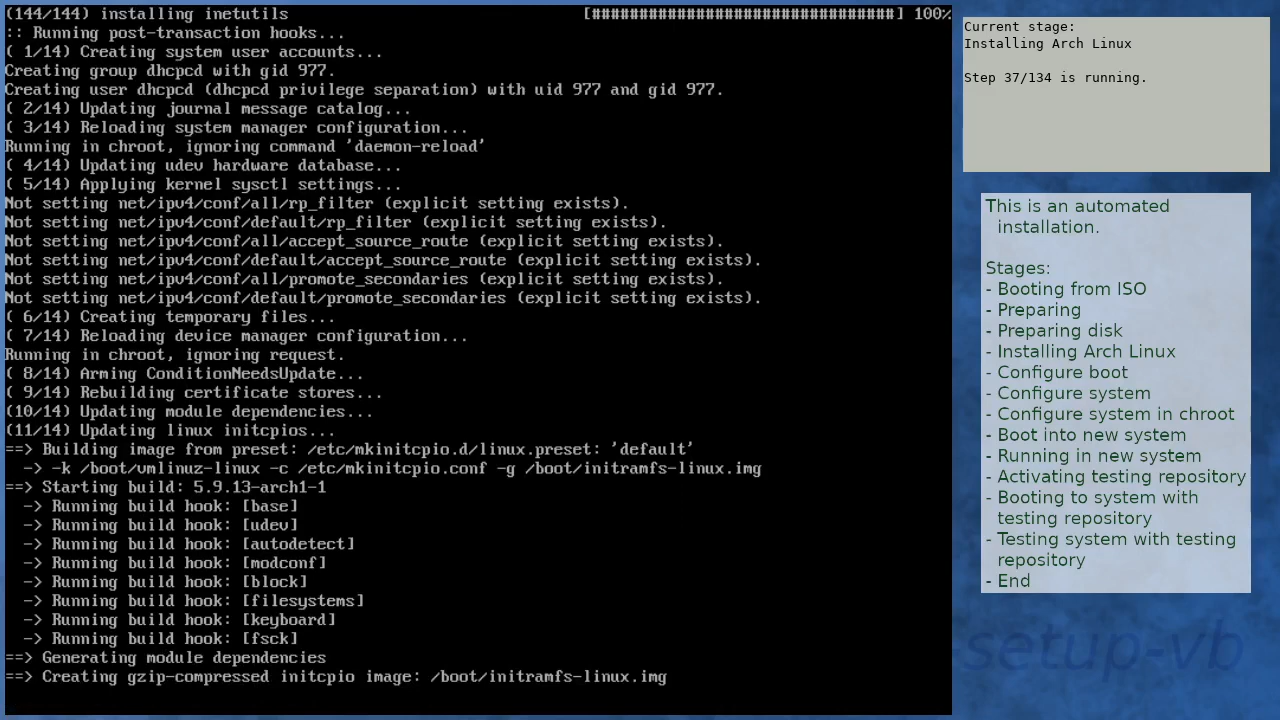 (144/144) installing inetutils                               [################################] 100%
:: Running post-transaction hooks...
( 1/14) Creating system user accounts...
Creating group dhcpcd with gid 977.
Creating user dhcpcd (dhcpcd privilege separation) with uid 977 and gid 977.
( 2/14) Updating journal message catalog...
( 3/14) Reloading system manager configuration...
Running in chroot, ignoring command 'daemon-reload'
( 4/14) Updating udev hardware database...
( 5/14) Applying kernel sysctl settings...
Not setting net/ipv4/conf/all/rp_filter (explicit setting exists).
Not setting net/ipv4/conf/default/rp_filter (explicit setting exists).
Not setting net/ipv4/conf/all/accept_source_route (explicit setting exists).
Not setting net/ipv4/conf/default/accept_source_route (explicit setting exists).
Not setting net/ipv4/conf/all/promote_secondaries (explicit setting exists).
Not setting net/ipv4/conf/default/promote_secondaries (explicit setting exists).
( 6/14) Creating temporary files...
( 7/14) Reloading device manager configuration...
Running in chroot, ignoring request.
( 8/14) Arming ConditionNeedsUpdate...
( 9/14) Rebuilding certificate stores...
(10/14) Updating module dependencies...
(11/14) Updating linux initcpios...
==> Building image from preset: /etc/mkinitcpio.d/linux.preset: 'default'
  -> -k /boot/vmlinuz-linux -c /etc/mkinitcpio.conf -g /boot/initramfs-linux.img
==> Starting build: 5.9.13-arch1-1
  -> Running build hook: [base]
  -> Running build hook: [udev]
  -> Running build hook: [autodetect]
  -> Running build hook: [modconf]
  -> Running build hook: [block]
  -> Running build hook: [filesystems]
  -> Running build hook: [keyboard]
  -> Running build hook: [fsck]
==> Generating module dependencies
==> Creating gzip-compressed initcpio image: /boot/initramfs-linux.img
Current stage:
Installing Arch Linux
Step 37/134 is running.
This is an automated
installation.
Stages:
- Booting from ISO
- Preparing
- Preparing disk
- Installing Arch Linux
- Configure boot
- Configure system
- Configure system in chroot
- Boot into new system
- Running in new system
- Activating testing repository
- Booting to system with
testing repository
- Testing system with testing
repository
- End
setup-vb